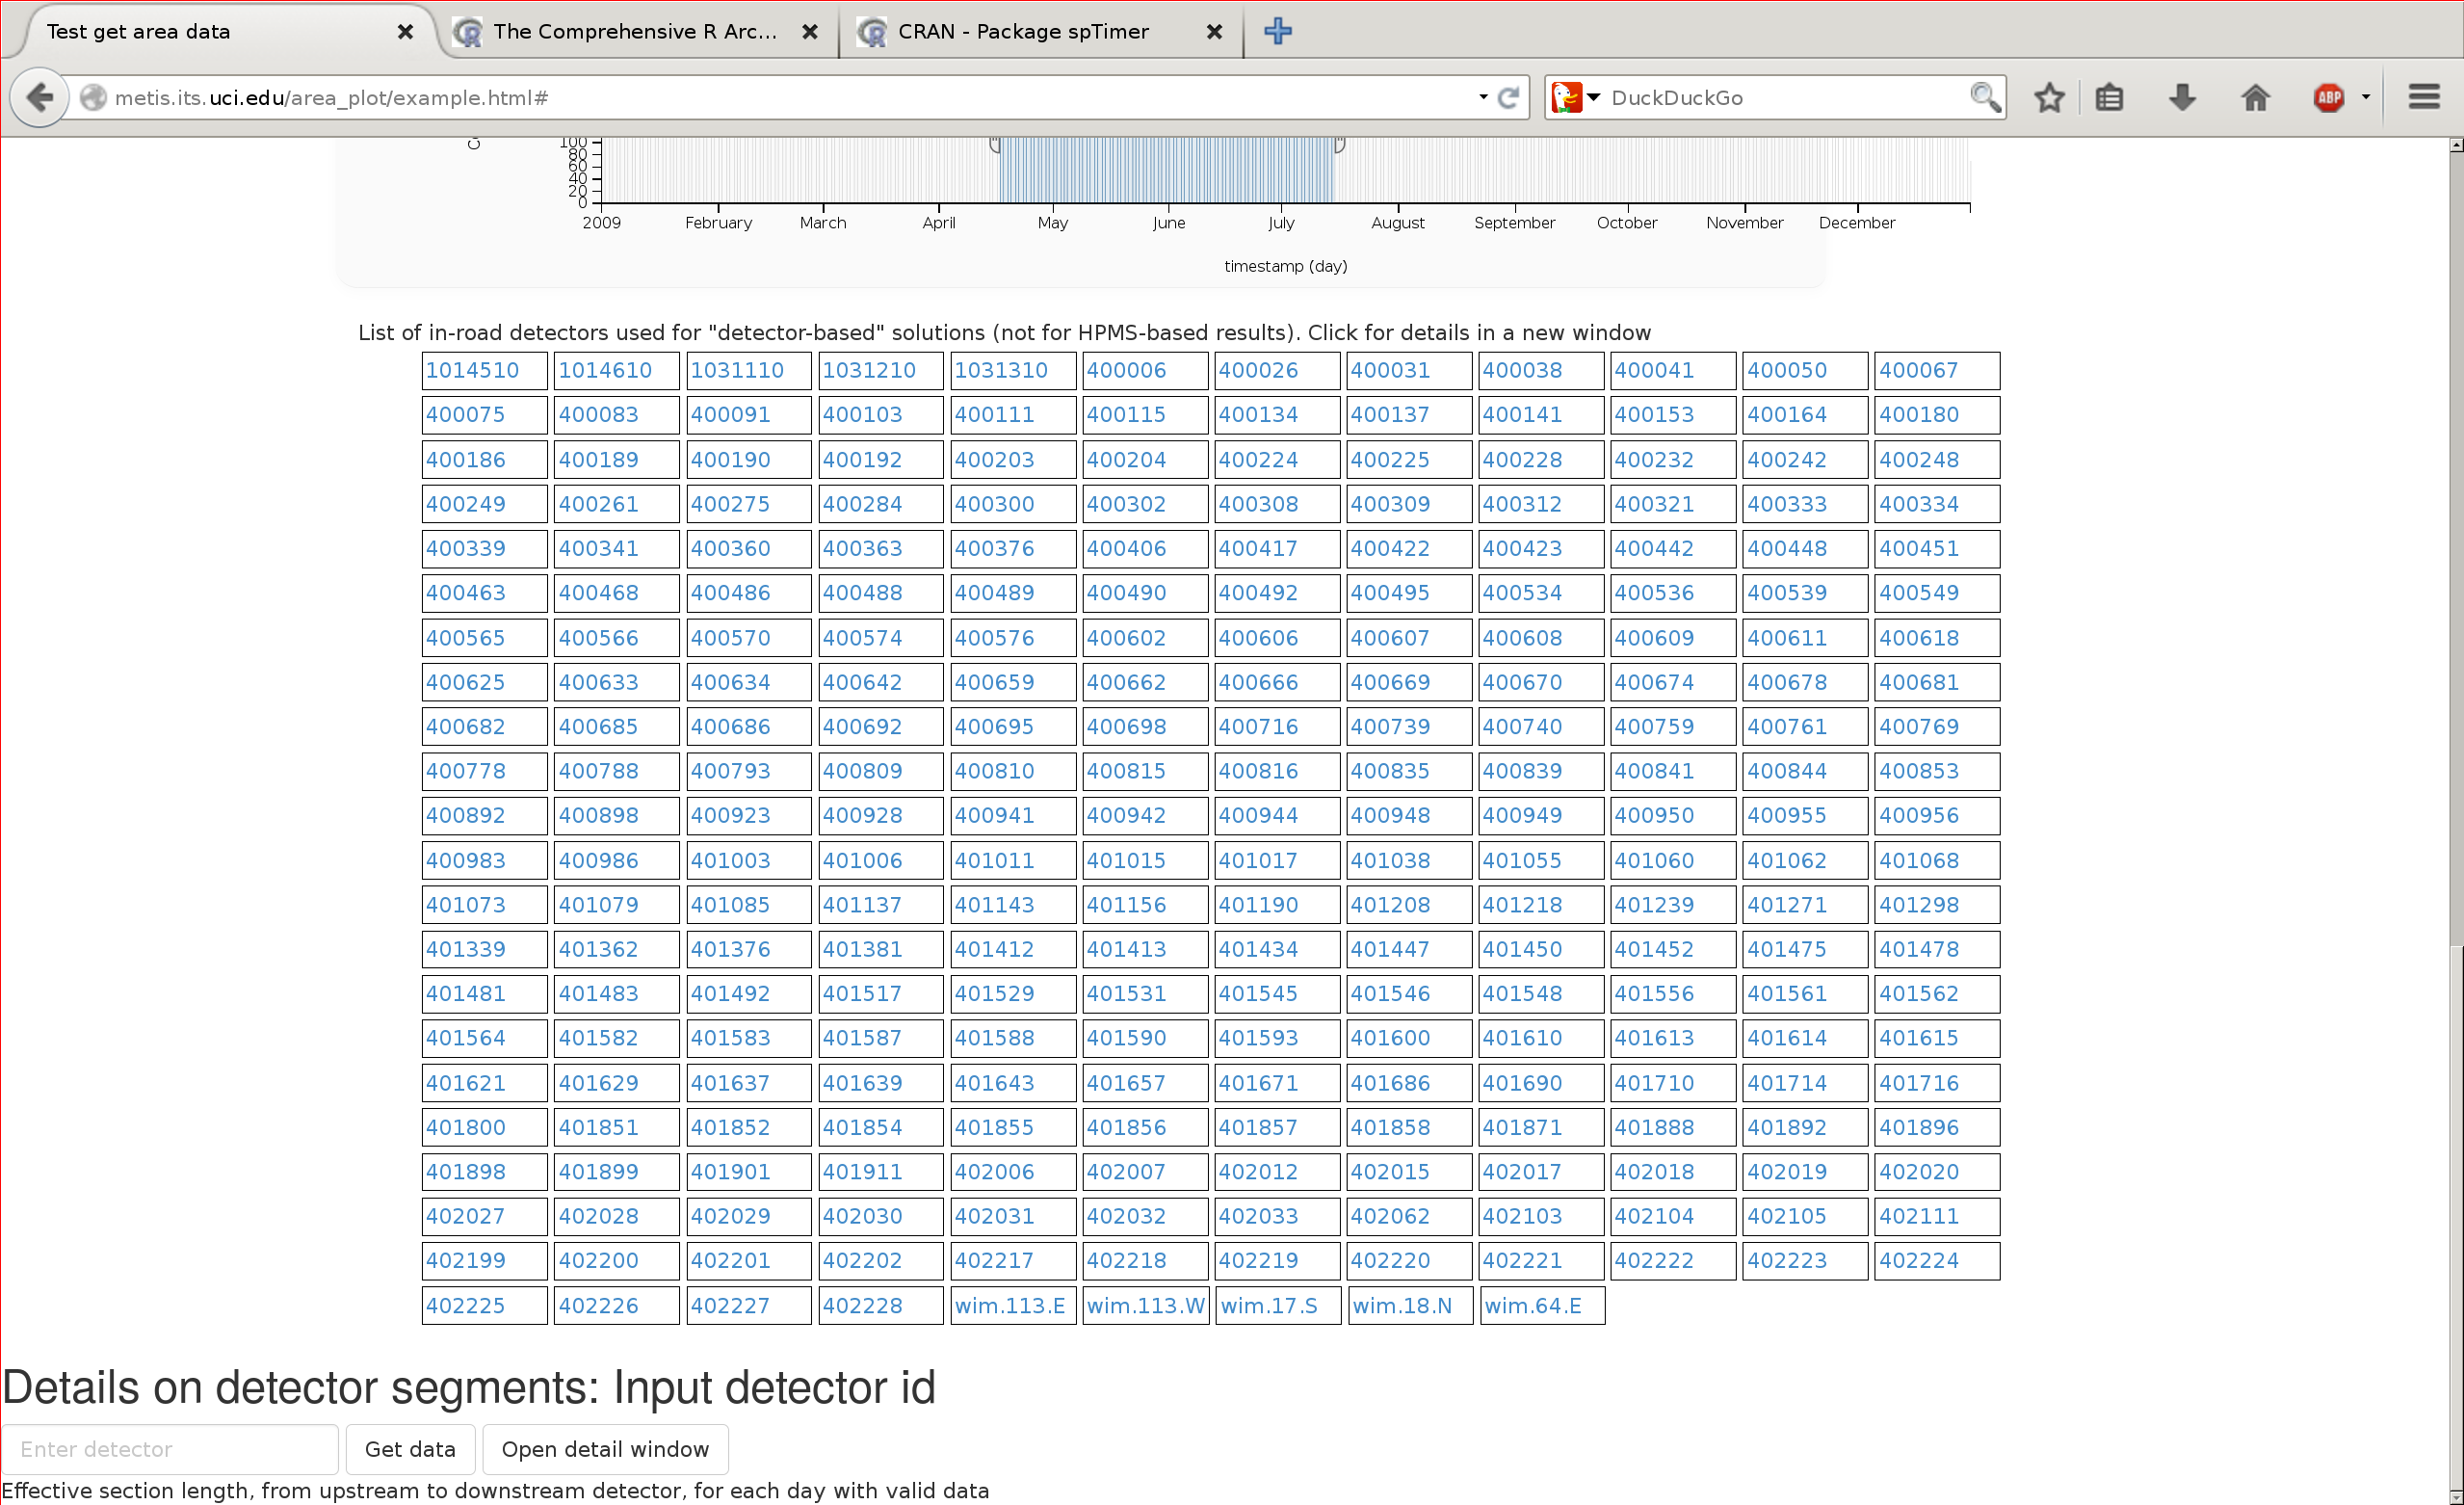 Test get area data The Comprehensive R Arc... CRAN - Package spTimer
metis.its.uci.edu/area_plot/example.html# DuckDuckGo ABP
100
80
60
40
20
0
2009 February March April May June July August September October November December
timestamp (day)
List of in-road detectors used for "detector-based" solutions (not for HPMS-based results). Click for details in a new window
1014510 1014610 1031110 1031210 1031310 400006 400026 400031 400038 400041 400050 400067
400075 400083 400091 400103 400111 400115 400134 400137 400141 400153 400164 400180
400186 400189 400190 400192 400203 400204 400224 400225 400228 400232 400242 400248
400249 400261 400275 400284 400300 400302 400308 400309 400312 400321 400333 400334
400339 400341 400360 400363 400376 400406 400417 400422 400423 400442 400448 400451
400463 400468 400486 400488 400489 400490 400492 400495 400534 400536 400539 400549
400565 400566 400570 400574 400576 400602 400606 400607 400608 400609 400611 400618
400625 400633 400634 400642 400659 400662 400666 400669 400670 400674 400678 400681
400682 400685 400686 400692 400695 400698 400716 400739 400740 400759 400761 400769
400778 400788 400793 400809 400810 400815 400816 400835 400839 400841 400844 400853
400892 400898 400923 400928 400941 400942 400944 400948 400949 400950 400955 400956
400983 400986 401003 401006 401011 401015 401017 401038 401055 401060 401062 401068
401073 401079 401085 401137 401143 401156 401190 401208 401218 401239 401271 401298
401339 401362 401376 401381 401412 401413 401434 401447 401450 401452 401475 401478
401481 401483 401492 401517 401529 401531 401545 401546 401548 401556 401561 401562
401564 401582 401583 401587 401588 401590 401593 401600 401610 401613 401614 401615
401621 401629 401637 401639 401643 401657 401671 401686 401690 401710 401714 401716
401800 401851 401852 401854 401855 401856 401857 401858 401871 401888 401892 401896
401898 401899 401901 401911 402006 402007 402012 402015 402017 402018 402019 402020
402027 402028 402029 402030 402031 402032 402033 402062 402103 402104 402105 402111
402199 402200 402201 402202 402217 402218 402219 402220 402221 402222 402223 402224
402225 402226 402227 402228 wim.113.E wim.113.W wim.17.S wim.18.N wim.64.E
Details on detector segments: Input detector id
Enter detector Get data Open detail window
Effective section length, from upstream to downstream detector, for each day with valid data